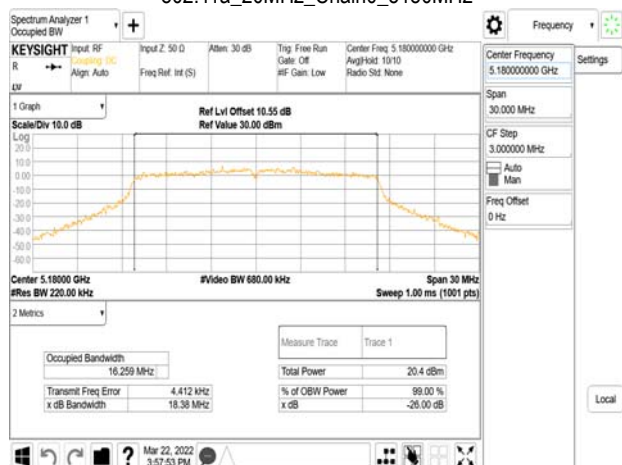 Spectrum Analyzer 1
Occupied BW
KEYSIGHT
R
Input: RF
Coupling: DC
Align: Auto
Input Z: 50 Ω
Freq Ref: Int (S)
Atten: 30 dB
Trig: Free Run
Gate: Off
#IF Gain: Low
Center Freq: 5.180000000 GHz
Avg|Hold: 10/10
Radio Std: None
1 Graph
Scale/Div 10.0 dB
Ref Lvl Offset 10.55 dB
Ref Value 30.00 dBm
Log
20.0
10.0
0.00
-10.0
-20.0
-30.0
-40.0
-50.0
-60.0
Center 5.18000 GHz
#Res BW 220.00 kHz
#Video BW 680.00 kHz
Span 30 MHz
Sweep 1.00 ms (1001 pts)
2 Metrics
Measure Trace
Trace 1
Occupied Bandwidth
16.259 MHz
Total Power
20.4 dBm
Transmit Freq Error
4.412 kHz
% of OBW Power
99.00 %
x dB Bandwidth
18.38 MHz
x dB
-26.00 dB
Mar 22, 2022
3:57:53 PM
Frequency
Center Frequency
5.180000000 GHz
Settings
Span
30.000 MHz
CF Step
3.000000 MHz
Auto
Man
Freq Offset
0 Hz
Local